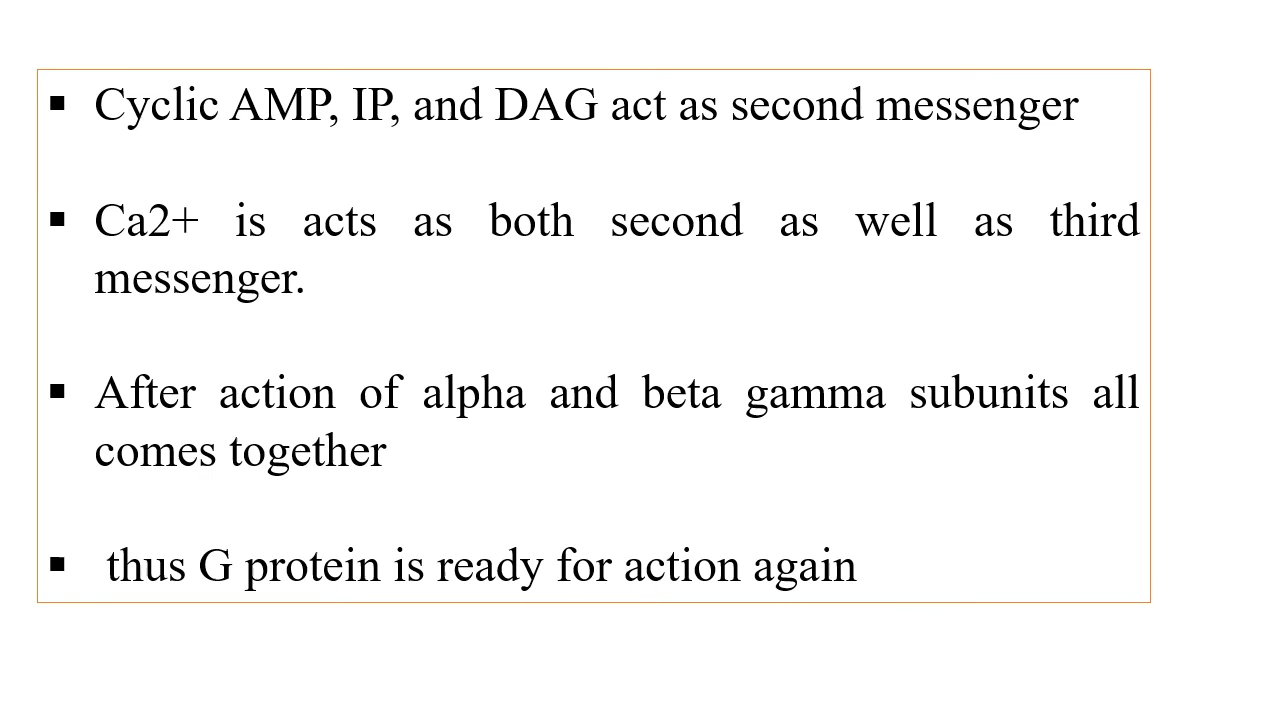 ▪ Cyclic AMP, IP, and DAG act as second messenger
▪ Ca2+ is acts as both second as well as third
messenger.
▪ After action of alpha and beta gamma subunits all
comes together
▪ thus G protein is ready for action again